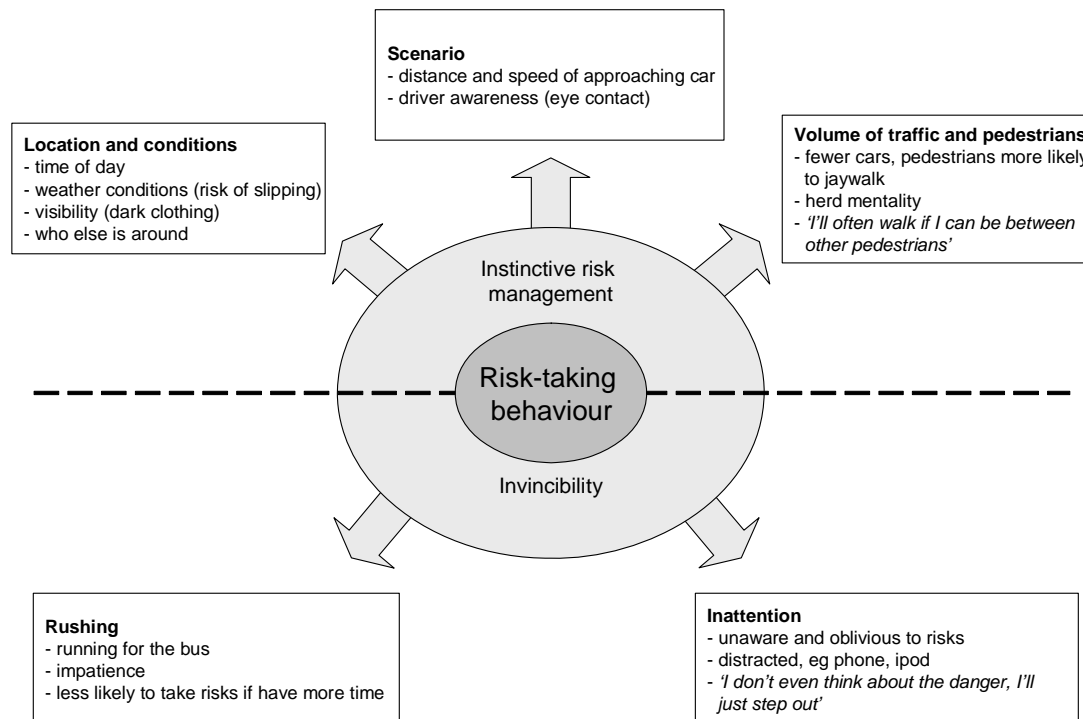 Scenario
- distance and speed of approaching car
- driver awareness (eye contact)
Location and conditions
- time of day
- weather conditions (risk of slipping)
- visibility (dark clothing)
- who else is around
Volume of traffic and pedestrians
- fewer cars, pedestrians more likely
to jaywalk
- herd mentality
- ‘I’ll often walk if I can be between
other pedestrians’
Instinctive risk
management
Risk-taking
behaviour
Invincibility
Rushing
- running for the bus
- impatience
- less likely to take risks if have more time
Inattention
- unaware and oblivious to risks
- distracted, eg phone, ipod
- ‘I don’t even think about the danger, I’ll
just step out’